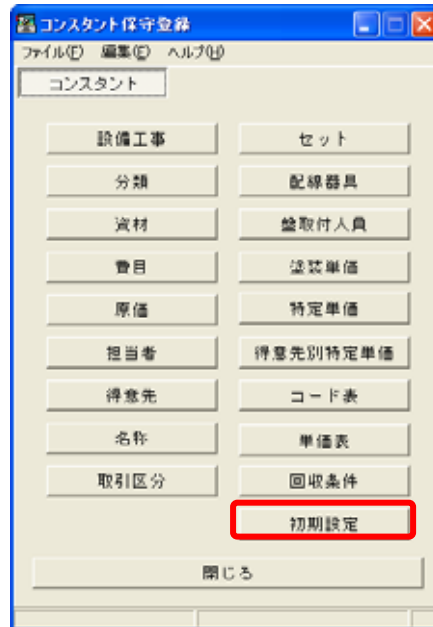 コンスタント保守登録
ファイル(F) 編集(E) ヘルプ(H)
コンスタント
設備工事 セット
分類 配線器具
資材 盤取付人員
費目 塗装単価
原価 特定単価
担当者 得意先別特定単価
得意先 コード表
名称 単価表
取引区分 回収条件
初期設定
閉じる